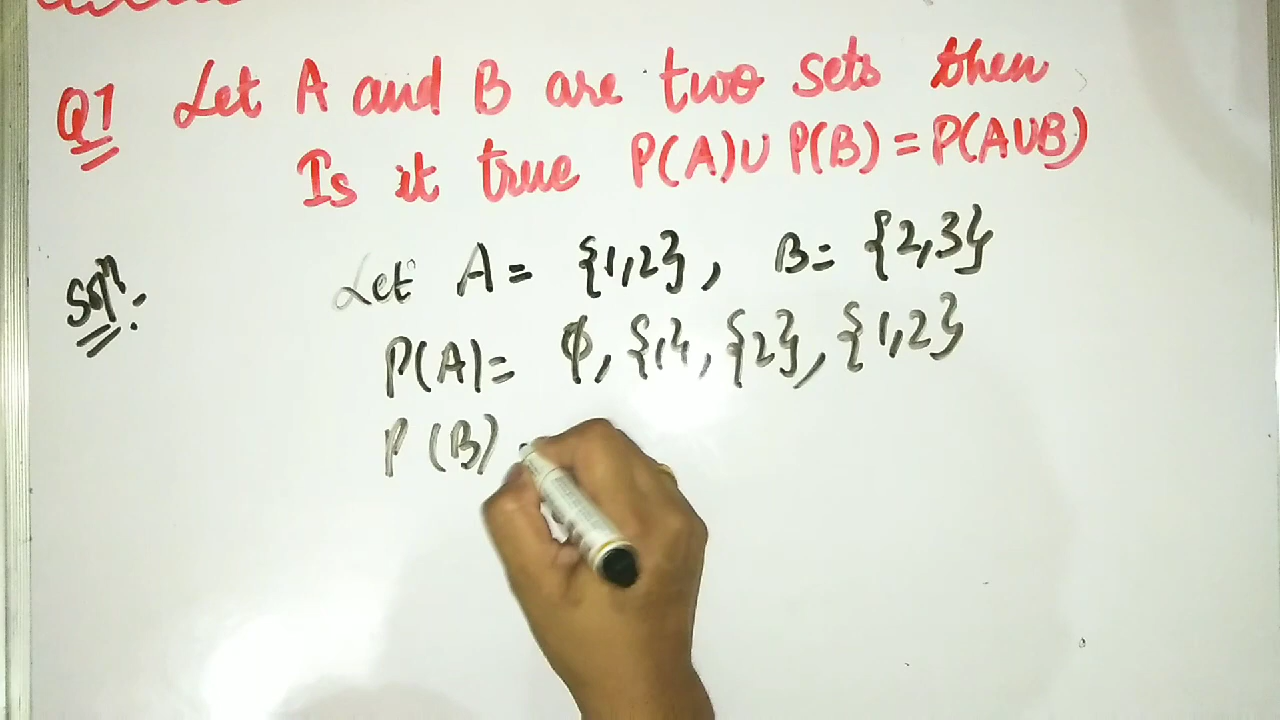 Q1 Let A and B are two sets then
Is it true P(A)∪P(B)=P(A∪B)
Solⁿ: Let A= {1,2}, B= {2,3}
P(A)= ϕ, {1}, {2}, {1,2}
P(B)